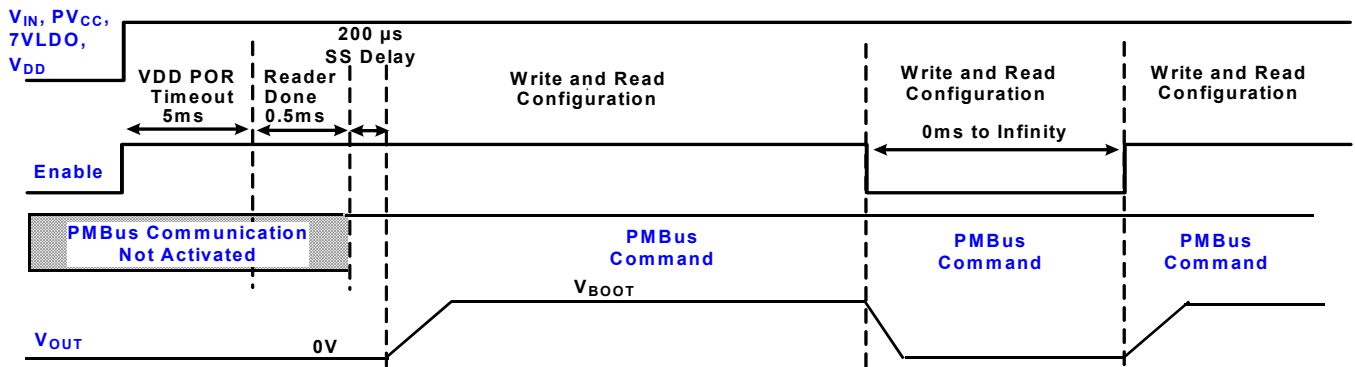 VIN, PVCC,
7VLDO,
VDD
200 µs
SS Delay
VDD POR
Timeout
5ms
Reader
Done
0.5ms
Write and Read
Configuration
Write and Read
Configuration
0ms to Infinity
Write and Read
Configuration
Enable
PMBus Communication
Not Activated
PMBus
Command
PMBus
Command
PMBus
Command
VBOOT
VOUT
0V